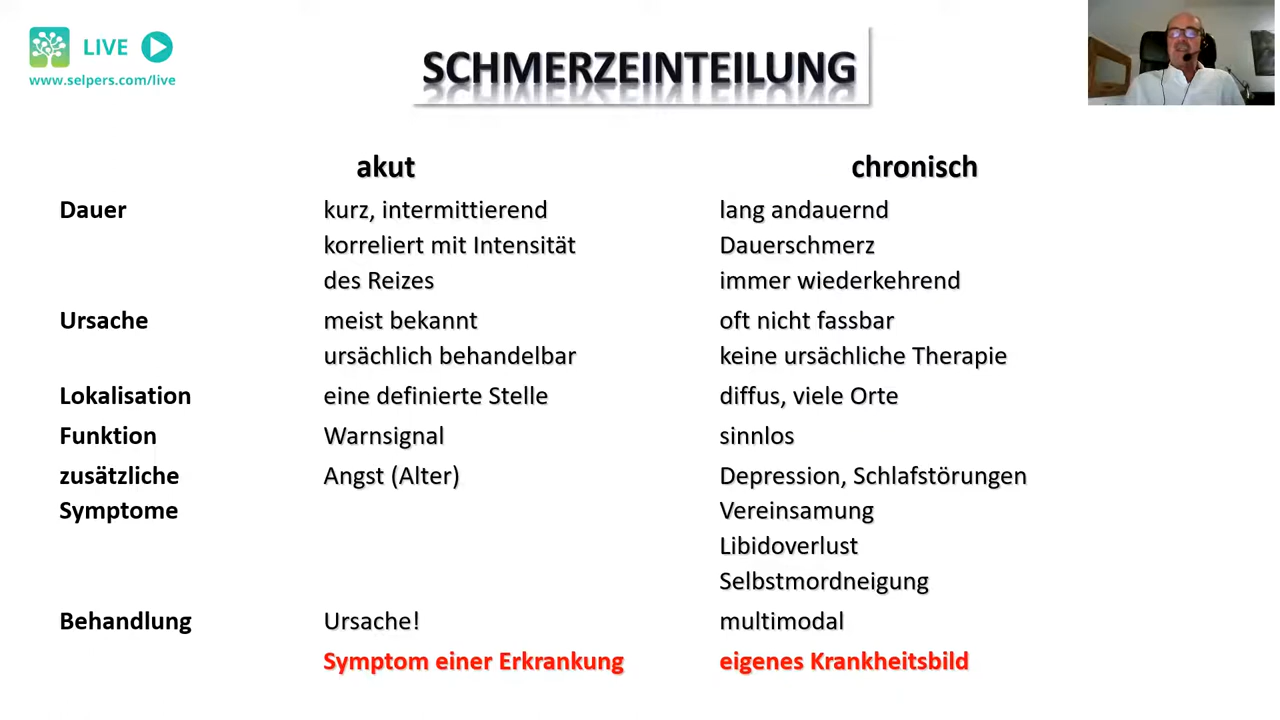 LIVE
www.selpers.com/live
SCHMERZEINTEILUNG
akut chronisch
Dauer kurz, intermittierend lang andauernd
korreliert mit Intensität Dauerschmerz
des Reizes immer wiederkehrend
Ursache meist bekannt oft nicht fassbar
ursächlich behandelbar keine ursächliche Therapie
Lokalisation eine definierte Stelle diffus, viele Orte
Funktion Warnsignal sinnlos
zusätzliche Angst (Alter) Depression, Schlafstörungen
Symptome Vereinsamung
Libidoverlust
Selbstmordneigung
Behandlung Ursache! multimodal
Symptom einer Erkrankung eigenes Krankheitsbild